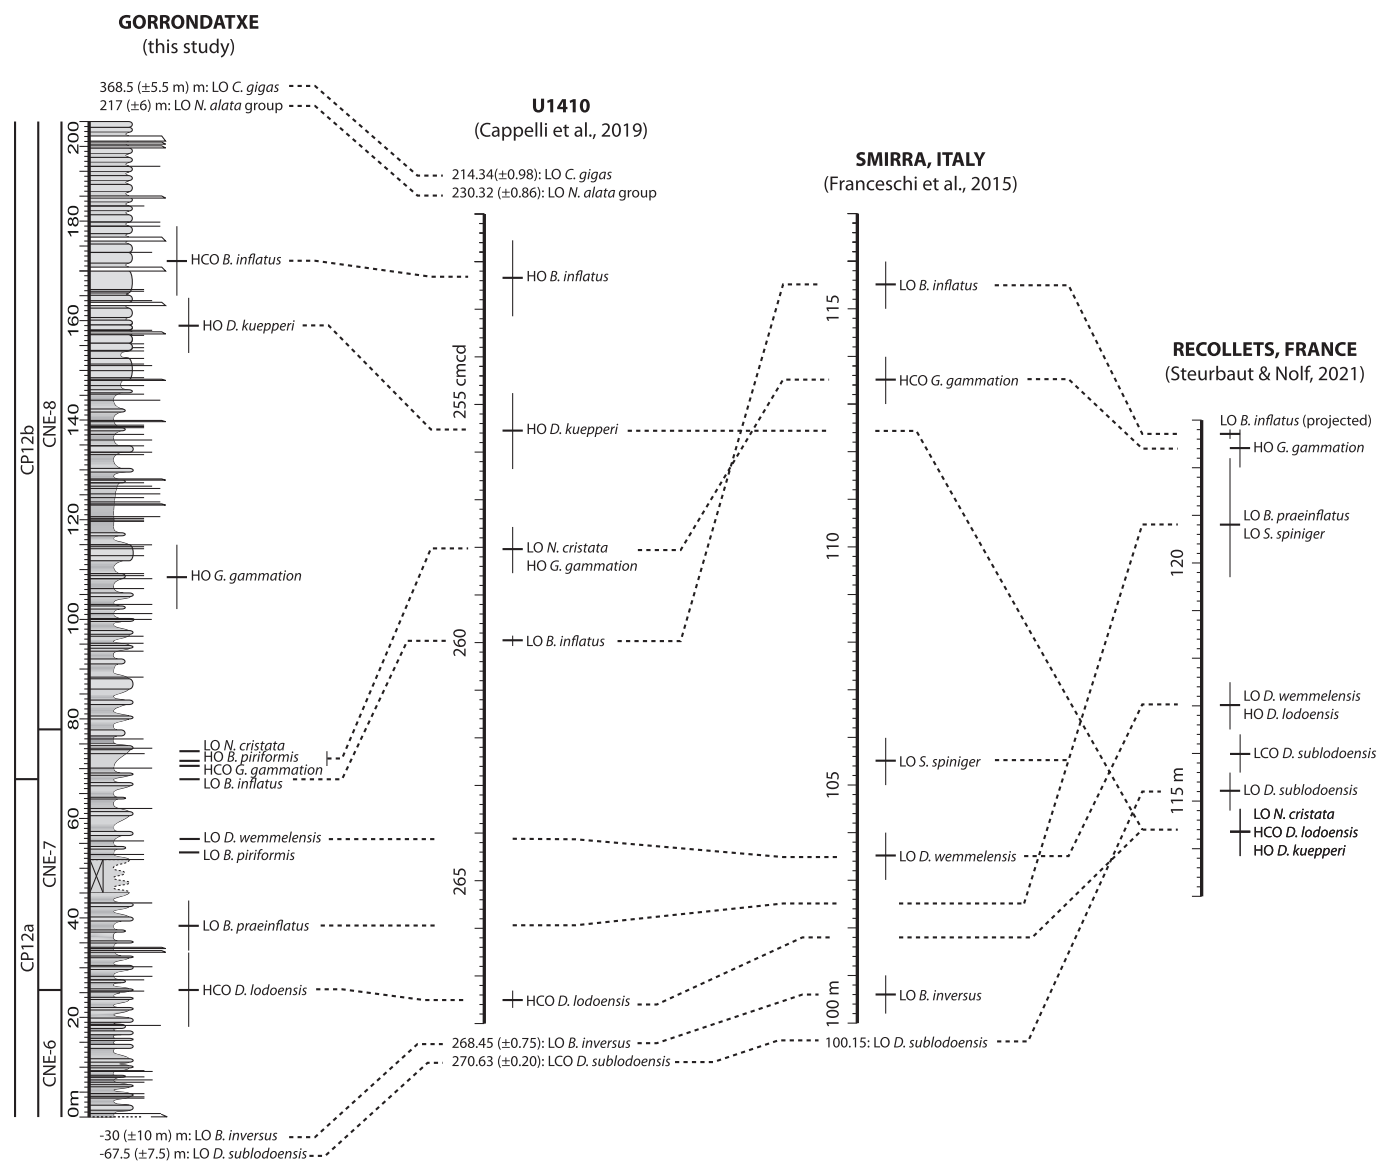 GORRONDATXE
(this study)
368.5 (±5.5 m) m: LO C. gigas
217 (±6) m: LO N. alata group
CP12b
CP12a
CNE-8
CNE-7
CNE-6
200
180
160
140
120
100
80
60
40
20
0m
HCO B. inflatus
HO D. kuepperi
HO G. gammation
LO N. cristata
HO B. piriformis
HCO G. gammation
LO B. inflatus
LO D. wemmelensis
LO B. piriformis
LO B. praeinflatus
HCO D. lodoensis
-30 (±10 m) m: LO B. inversus
-67.5 (±7.5) m: LO D. sublodoensis
U1410
(Cappelli et al., 2019)
214.34(±0.98): LO C. gigas
230.32 (±0.86): LO N. alata group
255 cmcd
260
265
HO B. inflatus
HO D. kuepperi
LO N. cristata
HO G. gammation
LO B. inflatus
HCO D. lodoensis
268.45 (±0.75): LO B. inversus
270.63 (±0.20): LCO D. sublodoensis
SMIRRA, ITALY
(Franceschi et al., 2015)
115
110
105
100 m
LO B. inflatus
HCO G. gammation
LO S. spiniger
LO D. wemmelensis
LO B. inversus
100.15: LO D. sublodoensis
RECOLLETS, FRANCE
(Steurbaut & Nolf, 2021)
120
115 m
LO B. inflatus (projected)
HO G. gammation
LO B. praeinflatus
LO S. spiniger
LO D. wemmelensis
HO D. lodoensis
LCO D. sublodoensis
LO D. sublodoensis
LO N. cristata
HCO D. lodoensis
HO D. kuepperi